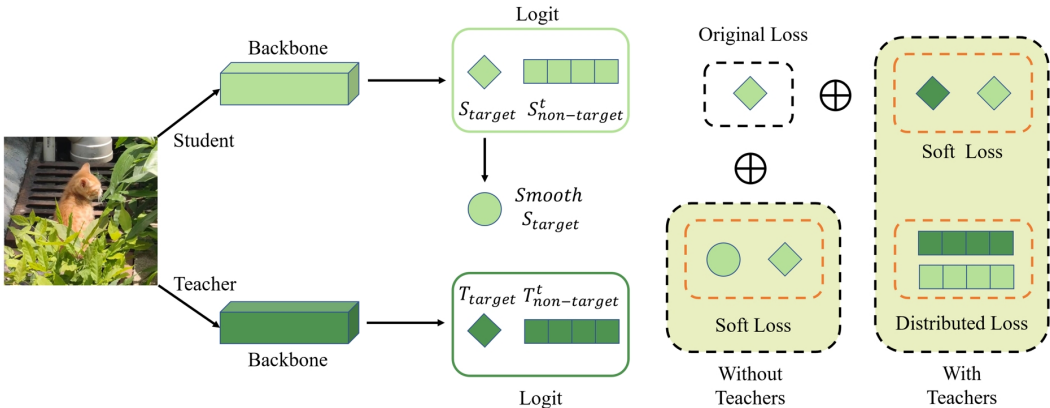 Logit
Backbone
Student
S_target S^t_non−target
Smooth
S_target
Teacher
Backbone
T_target T^t_non−target
Logit
Original Loss
Soft Loss
Without
Teachers
Soft Loss
Distributed Loss
With
Teachers